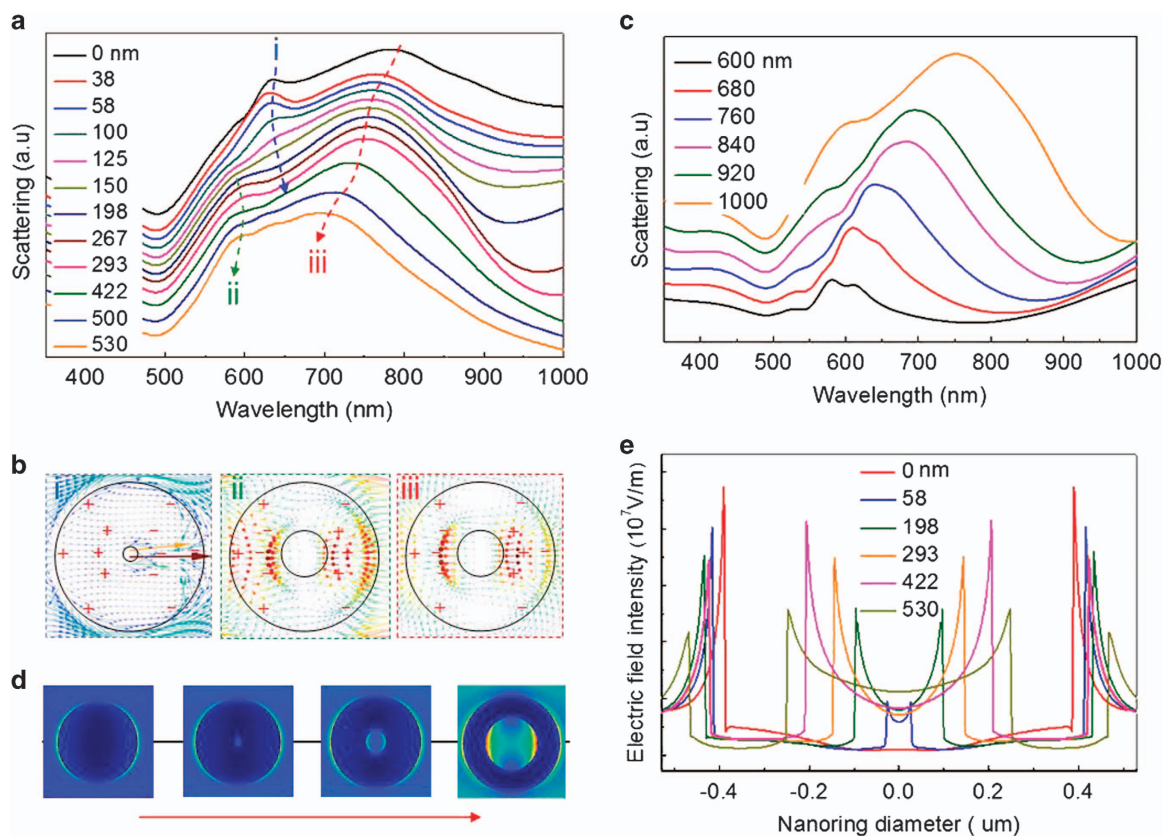 a
Scattering (a.u)
0 nm
38
58
100
125
150
198
267
293
422
500
530
i
ii
iii
400 500 600 700 800 900 1000
Wavelength (nm)
c
Scattering (a.u)
600 nm
680
760
840
920
1000
400 500 600 700 800 900 1000
Wavelength (nm)
b
i
ii
iii
d
e
Electric field intensity (10⁷V/m)
0 nm
58
198
293
422
530
-0.4 -0.2 0.0 0.2 0.4
Nanoring diameter ( um)